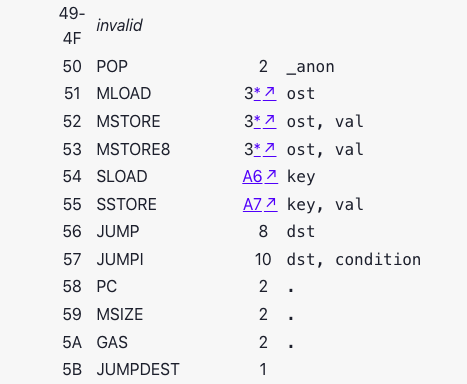 49-
4F invalid
50 POP 2 _anon
51 MLOAD 3*↗ ost
52 MSTORE 3*↗ ost, val
53 MSTORE8 3*↗ ost, val
54 SLOAD A6↗ key
55 SSTORE A7↗ key, val
56 JUMP 8 dst
57 JUMPI 10 dst, condition
58 PC 2 .
59 MSIZE 2 .
5A GAS 2 .
5B JUMPDEST 1